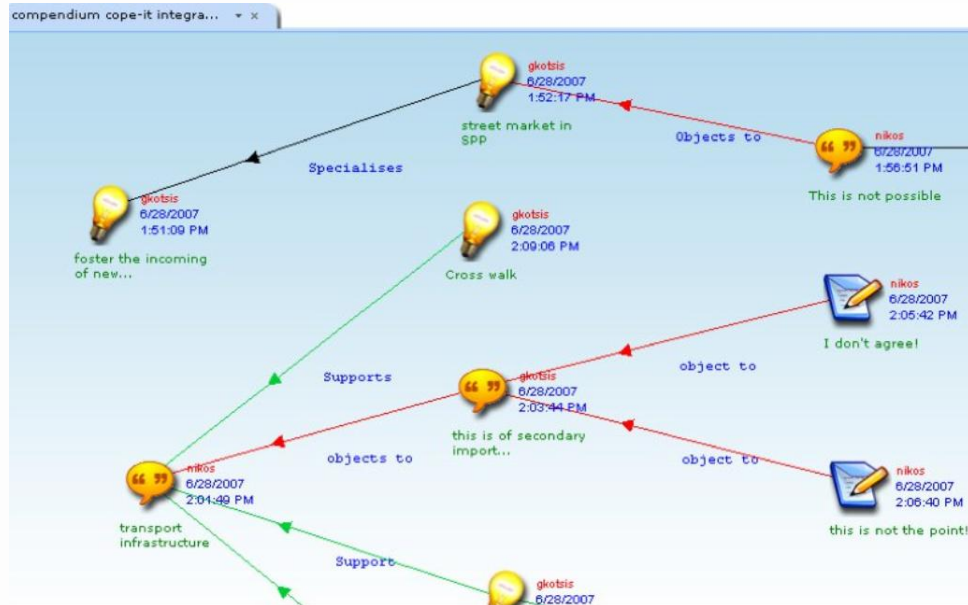 compendium cope-it integra...
gkotsis
6/28/2007
1:52:17 PM
street market in
SPP
Objects to
nikos
6/28/2007
1:56:51 PM
This is not possible
Specialises
gkotsis
6/28/2007
1:51:09 PM
foster the incoming
of new...
gkotsis
6/28/2007
2:09:06 PM
Cross walk
nikos
6/28/2007
2:05:42 PM
I don't agree!
object to
Supports
gkotsis
6/28/2007
2:03:44 PM
this is of secondary
import...
objects to
object to
nikos
6/28/2007
2:01:49 PM
transport
infrastructure
nikos
6/28/2007
2:06:40 PM
this is not the point!
Support
gkotsis
6/28/2007